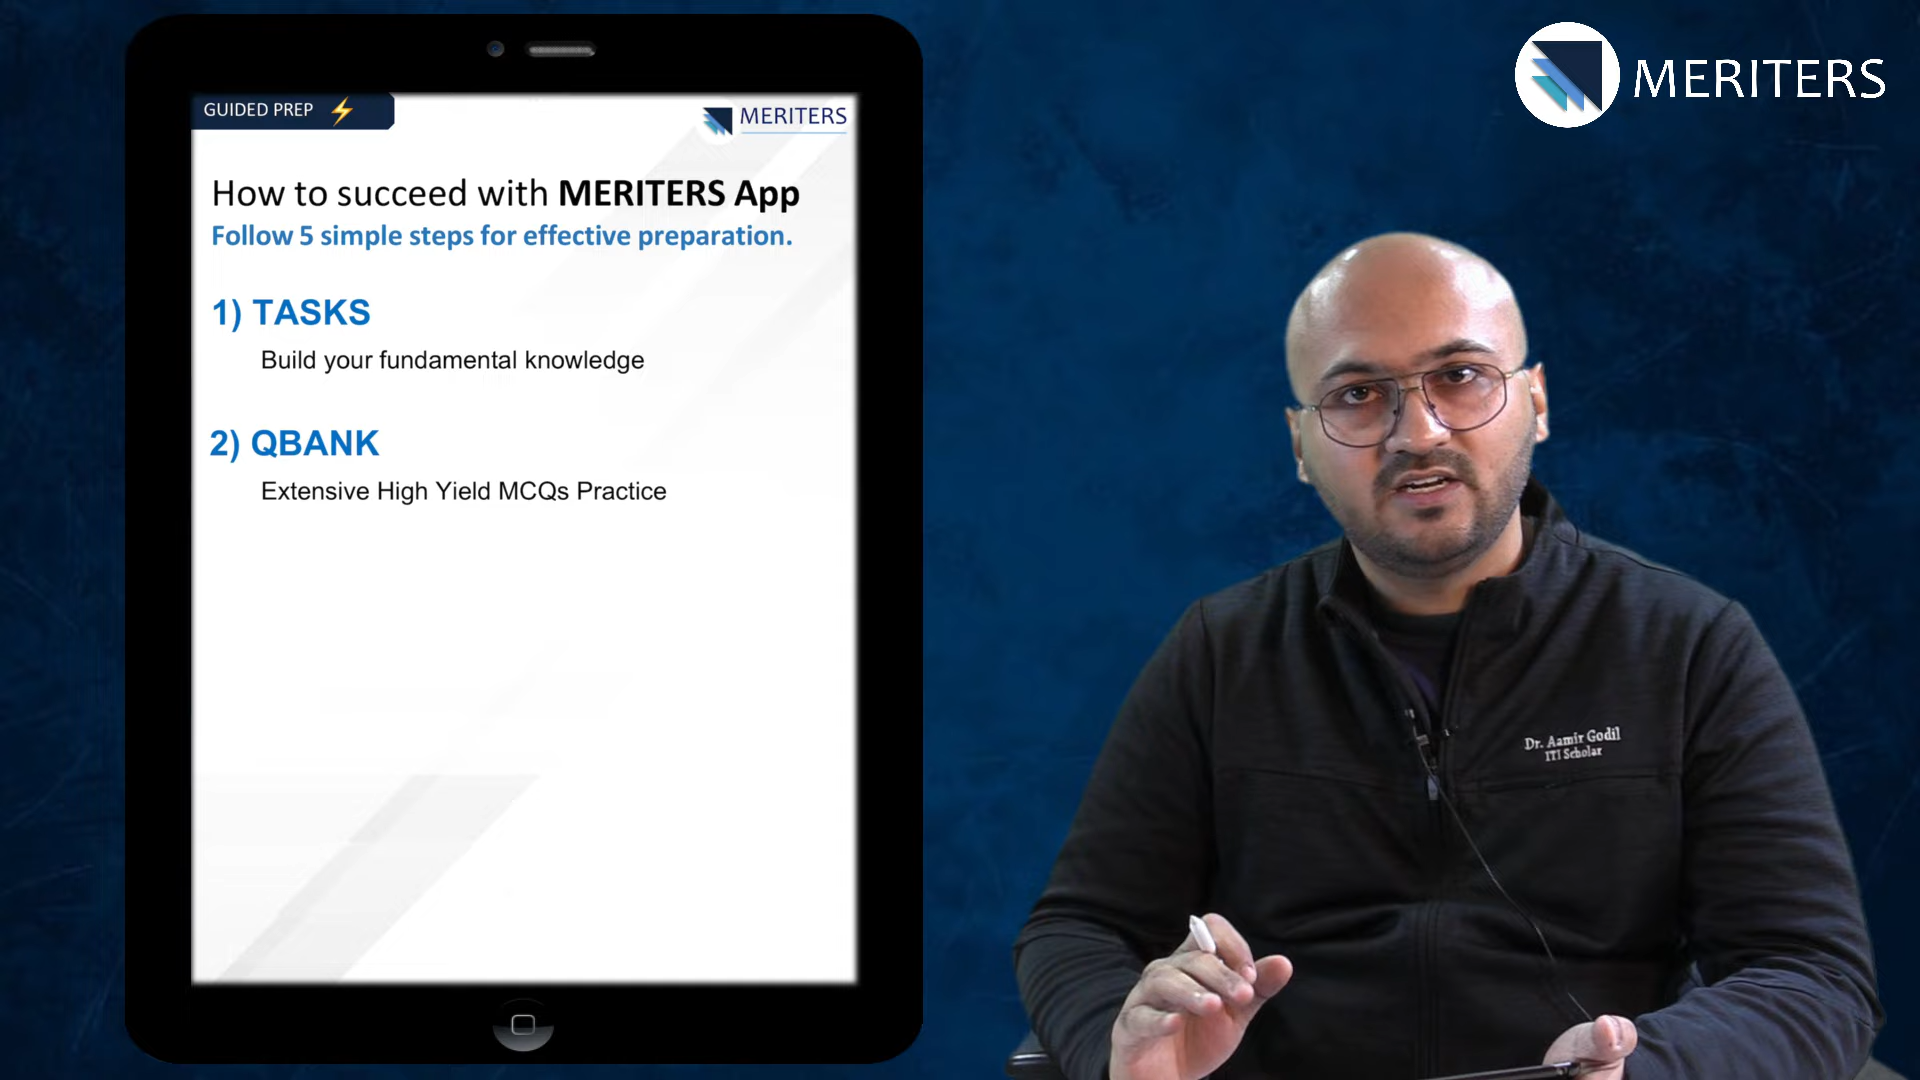 GUIDED PREP
MERITERS
How to succeed with MERITERS App
Follow 5 simple steps for effective preparation.
1) TASKS
Build your fundamental knowledge
2) QBANK
Extensive High Yield MCQs Practice
MERITERS
Dr. Aamir Godil
ITI Scholar